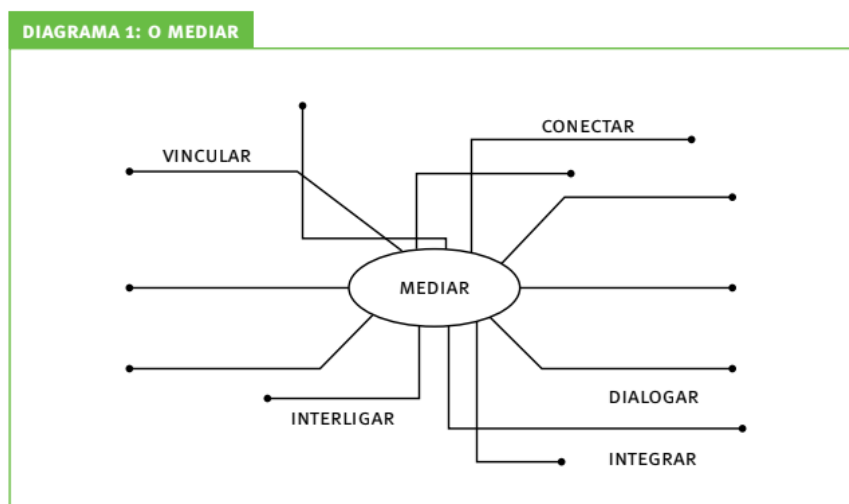 DIAGRAMA 1: O MEDIAR
CONECTAR
VINCULAR
MEDIAR
DIALOGAR
INTERLIGAR
INTEGRAR